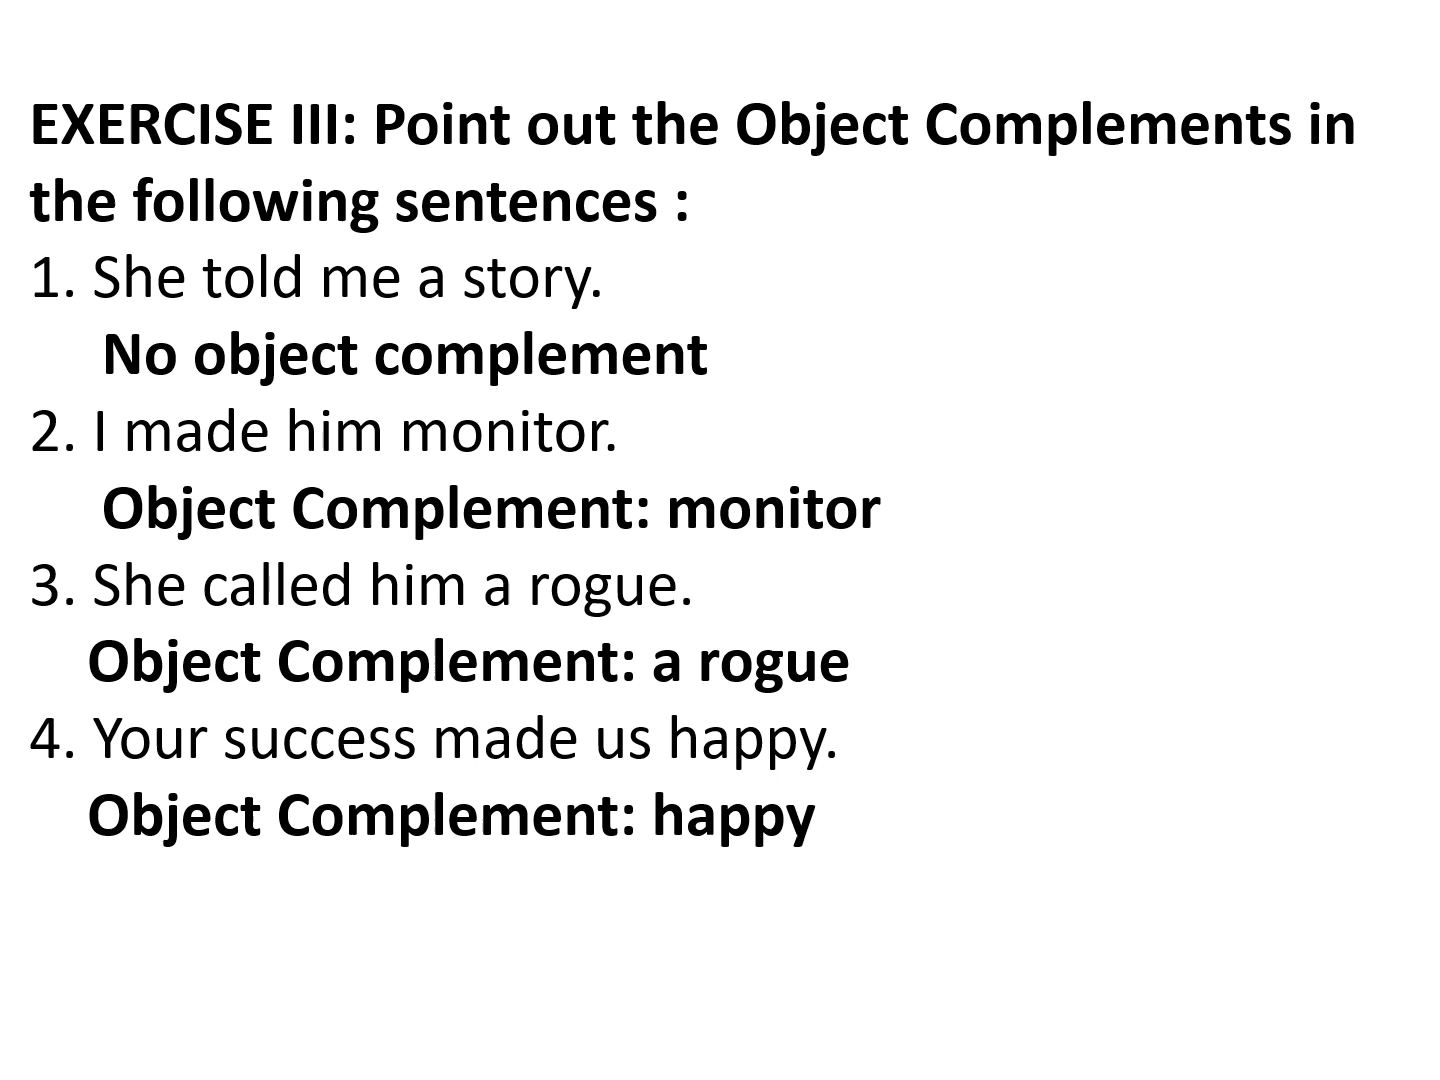 EXERCISE III: Point out the Object Complements in
the following sentences :
1. She told me a story.
No object complement
2. I made him monitor.
Object Complement: monitor
3. She called him a rogue.
Object Complement: a rogue
4. Your success made us happy.
Object Complement: happy